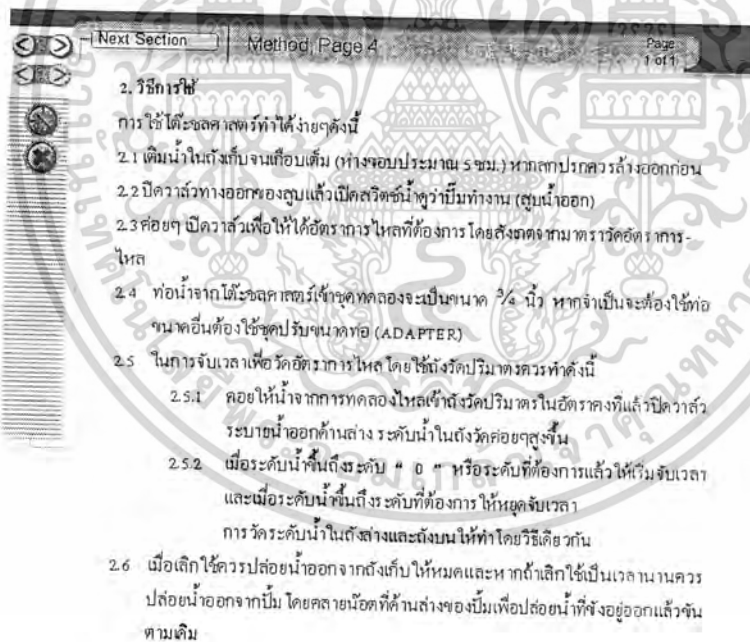 Next Section
Method, Page 4
Page
1 of 1
2. วิธีการใช้
การใช้โต๊ะชลศาสตร์ทำได้ง่ายๆดังนี้
2.1 เติมน้ำในถังเก็บจนเกือบเต็ม (ห่างขอบประมาณ 5 ซม.) หากสกปรกควรล้างออกก่อน
2.2 ปิดวาล์วทางออกของสูบแล้วเปิดสวิตซ์น้ำดูว่าปั๊มทำงาน (สูบน้ำออก)
2.3 ค่อยๆ เปิดวาล์วเพื่อให้ได้อัตราการไหลที่ต้องการ โดยสังเกตจากมาตราวัดอัตราการ-
ไหล
2.4 ท่อน้ำจากโต๊ะชลศาสตร์เข้าชุดทดลองจะเป็นขนาด 3/4 นิ้ว หากจำเป็นจะต้องใช้ท่อ
ขนาดอื่นต้องใช้ชุดปรับขนาดท่อ (ADAPTER)
2.5 ในการจับเวลาเพื่อวัดอัตราการไหล โดยใช้ถังวัดปริมาตรควรทำดังนี้
2.5.1 คอยให้น้ำจากการทดลองไหลเข้าถังวัดปริมาตรในอัตราคงที่แล้วปิดวาล์ว
ระบายน้ำออกด้านล่าง ระดับน้ำในถังวัดค่อยๆสูงขึ้น
2.5.2 เมื่อระดับน้ำขึ้นถึงระดับ " 0 " หรือระดับที่ต้องการแล้วให้เริ่มจับเวลา
และเมื่อระดับน้ำขึ้นถึงระดับที่ต้องการ ให้หยุดจับเวลา
การวัดระดับน้ำในถังล่างและถังบนให้ทำโดยวิธีเดียวกัน
2.6 เมื่อเลิกใช้ควรปล่อยน้ำออกจากถังเก็บให้หมดและหากถ้าเลิกใช้เป็นเวลานานควร
ปล่อยน้ำออกจากปั๊ม โดยคลายน๊อตที่ด้านล่างของปั๊มเพื่อปล่อยน้ำที่ขังอยู่ออกแล้วขัน
ตามเดิม